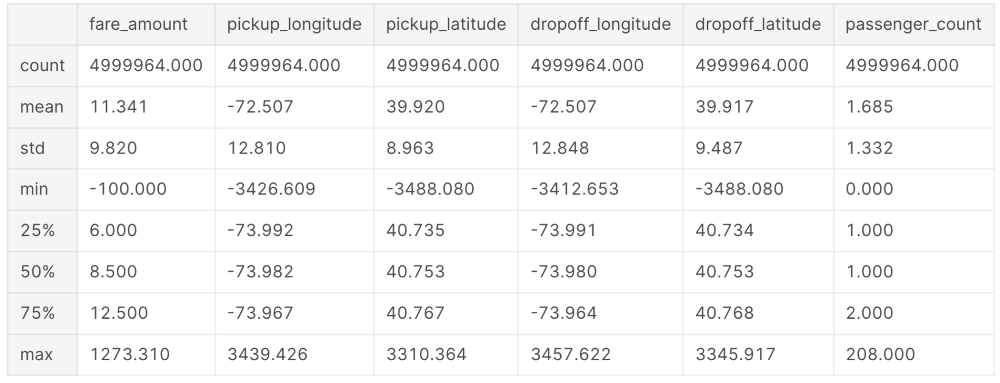 fare_amount pickup_longitude pickup_latitude dropoff_longitude dropoff_latitude passenger_count
count 4999964.000 4999964.000 4999964.000 4999964.000 4999964.000 4999964.000
mean 11.341 -72.507 39.920 -72.507 39.917 1.685
std 9.820 12.810 8.963 12.848 9.487 1.332
min -100.000 -3426.609 -3488.080 -3412.653 -3488.080 0.000
25% 6.000 -73.992 40.735 -73.991 40.734 1.000
50% 8.500 -73.982 40.753 -73.980 40.753 1.000
75% 12.500 -73.967 40.767 -73.964 40.768 2.000
max 1273.310 3439.426 3310.364 3457.622 3345.917 208.000